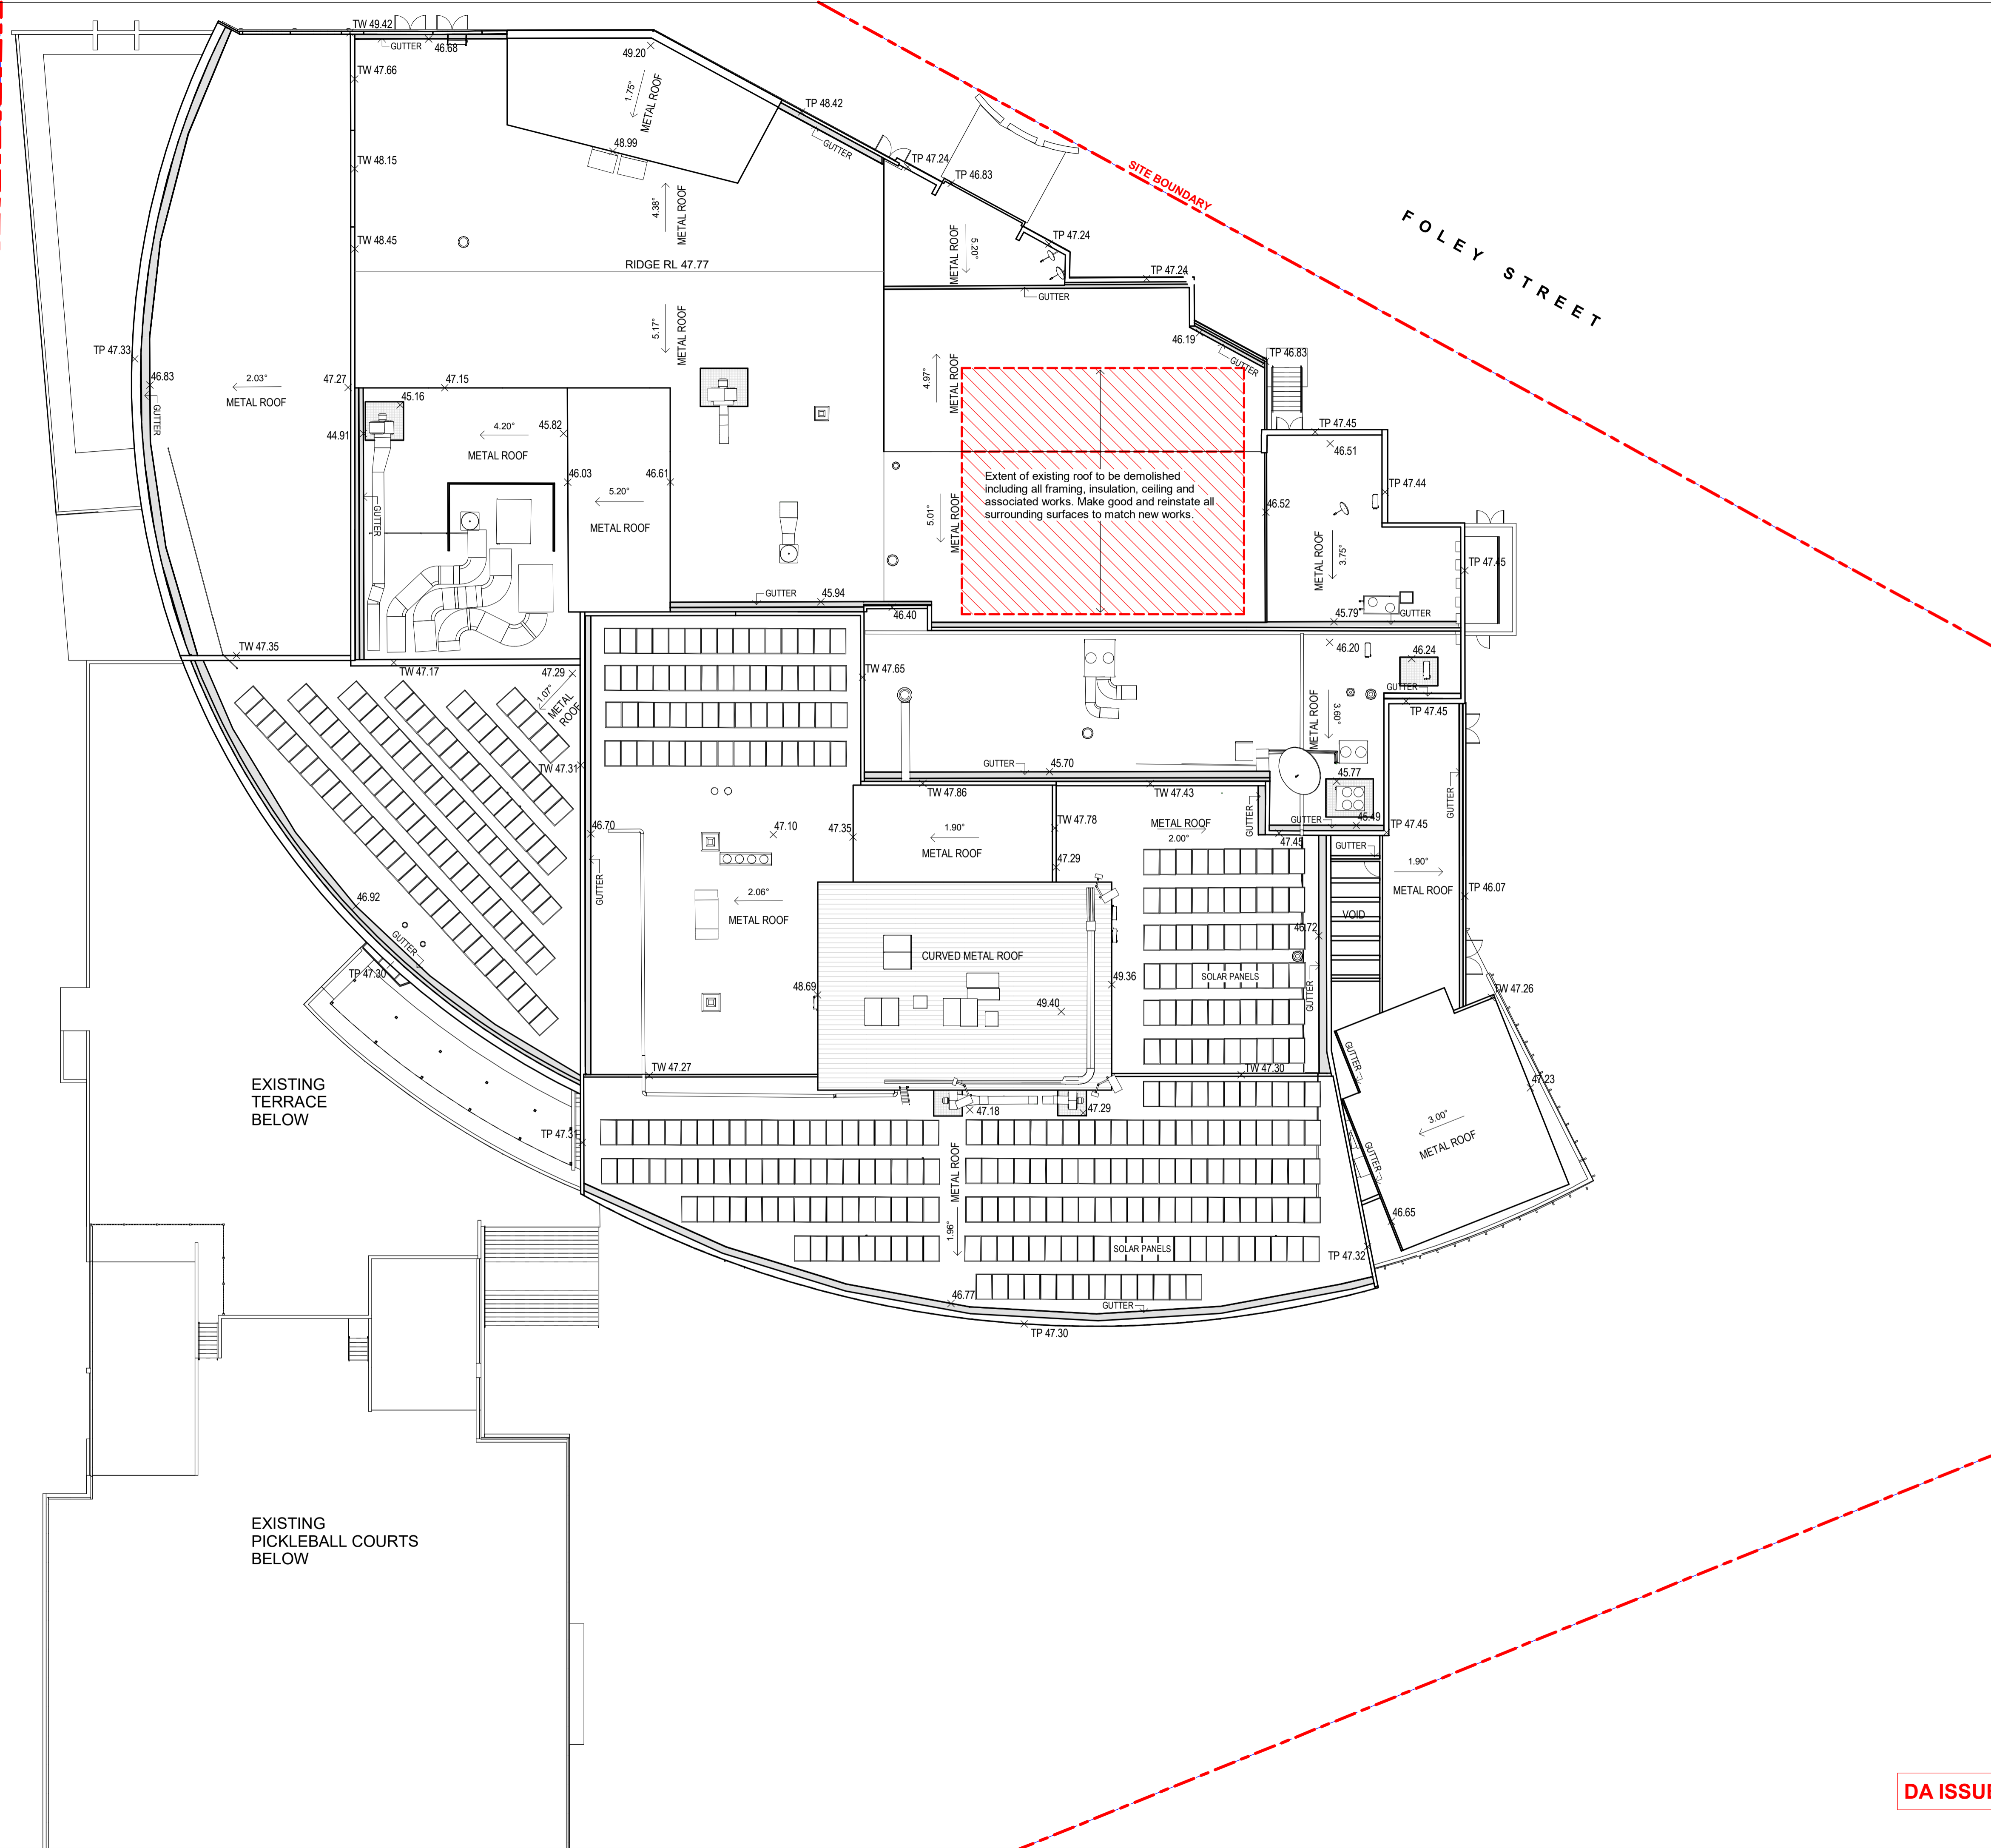 TW 49.42
GUTTER
46.68
49.20
TW 47.66
1.75°
METAL ROOF
TP 48.42
GUTTER
48.99
TW 48.15
TP 47.24
TP 46.83
SITE BOUNDARY
FOLEY STREET
4.38°
METAL ROOF
TW 48.45
RIDGE RL 47.77
METAL ROOF
5.20°
TP 47.24
TP 47.24
GUTTER
5.17°
METAL ROOF
46.19
GUTTER
TP 46.83
TP 47.33
46.83
GUTTER
2.03°
METAL ROOF
47.27
47.15
45.16
44.91
4.20°
METAL ROOF
45.82
46.03
46.61
5.20°
METAL ROOF
GUTTER
4.97°
METAL ROOF
5.01°
METAL ROOF
Extent of existing roof to be demolished
including all framing, insulation, ceiling and
associated works. Make good and reinstate all
surrounding surfaces to match new works.
TP 47.45
46.51
TP 47.44
46.52
METAL ROOF
3.75°
TP 47.45
GUTTER
45.94
46.40
45.79
GUTTER
TW 47.35
TW 47.17
47.29
1.07°
METAL
ROOF
TW 47.65
46.20
46.24
GUTTER
TP 47.45
METAL ROOF
3.60°
TW 47.31
GUTTER
45.70
45.77
TW 47.86
TW 47.43
GUTTER
GUTTER
46.70
47.10
47.35
1.90°
METAL ROOF
TW 47.78
METAL ROOF
2.00°
GUTTER
45.49
TP 47.45
47.45
GUTTER
47.29
1.90°
METAL ROOF
TP 46.07
GUTTER
2.06°
METAL ROOF
VOID
46.92
GUTTER
46.72
CURVED METAL ROOF
SOLAR PANELS
TP 47.30
48.69
49.40
49.36
GUTTER
TW 47.26
GUTTER
TW 47.27
TW 47.30
47.23
EXISTING
TERRACE
BELOW
47.18
47.29
3.00°
METAL ROOF
TP 47.31
METAL ROOF
1.96°
GUTTER
46.65
SOLAR PANELS
TP 47.32
46.77
GUTTER
TP 47.30
EXISTING
PICKLEBALL COURTS
BELOW
DA ISSUE